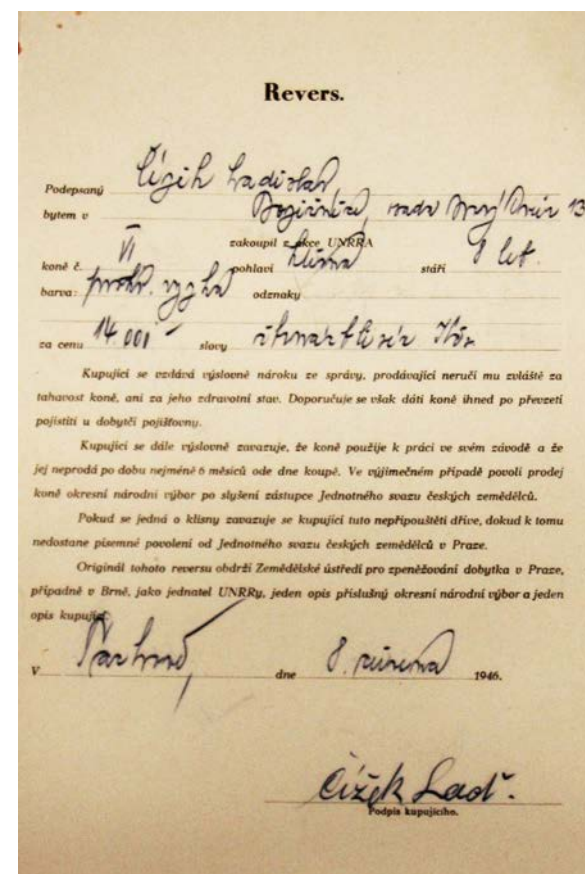 Revers.
Podepsaný Čížek Ladislav
bytem v 13
zakoupil z akce UNRRA
koně č. VI pohlaví klisna stáří 8 let.
barva: odznaky
za cenu 14.000 slovy čtrnáct tisíc Kčs
Kupující se vzdává výslovně nároku ze správy, prodávající neručí mu zvláště za
tahavost koně, ani za jeho zdravotní stav. Doporučuje se však dáti koně ihned po převzetí
pojistiti u dobytčí pojišťovny.
Kupující se dále výslovně zavazuje, že koně použije k práci ve svém závodě a že
jej neprodá po dobu nejméně 6 měsíců ode dne koupě. Ve výjimečném případě povolí prodej
koně okresní národní výbor po slyšení zástupce Jednotného svazu českých zemědělců.
Pokud se jedná o klisny zavazuje se kupující tuto nepřipouštěti dříve, dokud k tomu
nedostane písemné povolení od Jednotného svazu českých zemědělců v Praze.
Originál tohoto reversu obdrží Zemědělské ústředí pro zpeněžování dobytka v Praze,
případně v Brně, jako jednatel UNRRy, jeden opis příslušný okresní národní výbor a jeden
opis kupující.
V dne 8. června 1946.
Čížek Lad.
Podpis kupujícího.